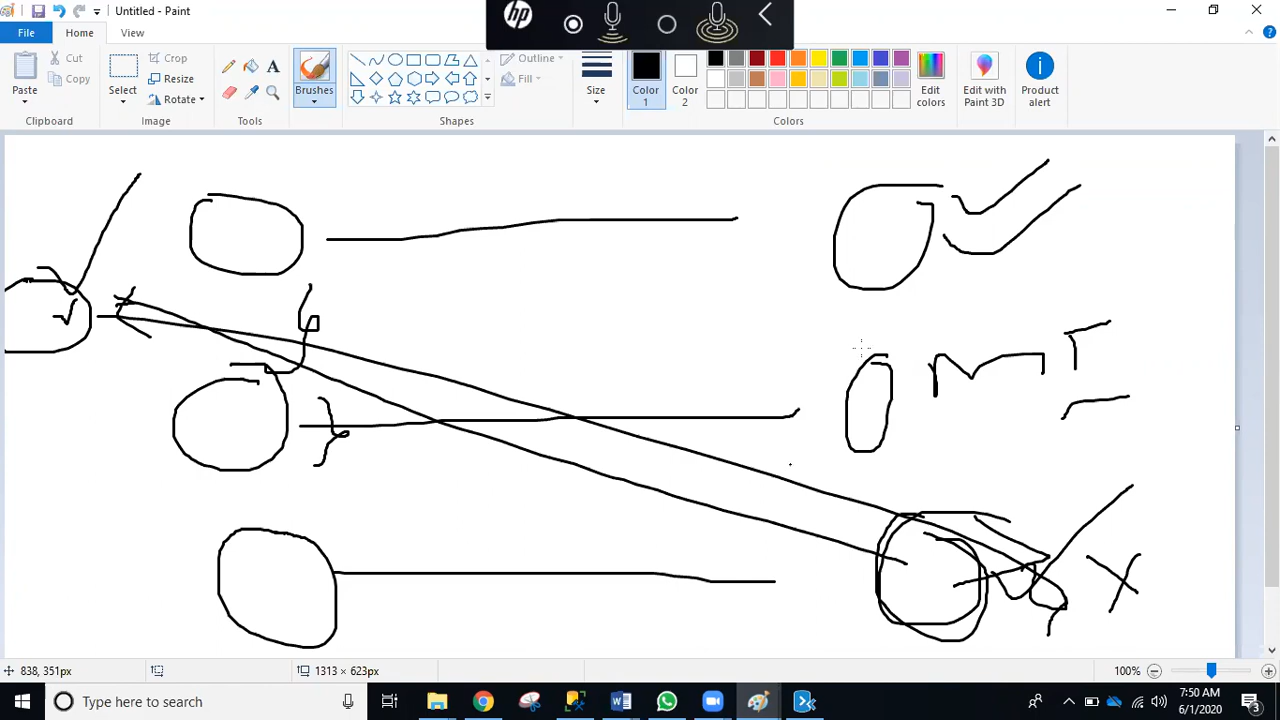 Untitled - Paint
hp
File
Home
View
Paste
Cut
Copy
Clipboard
Select
Crop
Resize
Rotate
Image
Tools
Brushes
Outline
Fill
Shapes
Size
Color 1
Color 2
Edit colors
Edit with Paint 3D
Product alert
Colors
838, 351px
1313 × 623px
100%
Type here to search
7:50 AM
6/1/2020
3